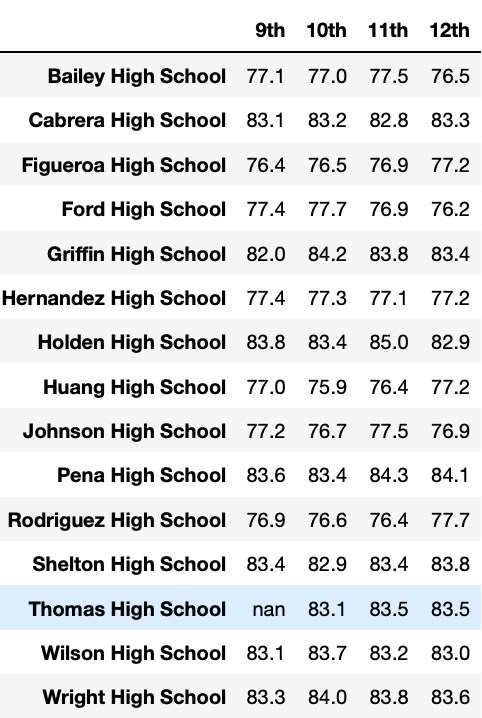 9th 10th 11th 12th
Bailey High School 77.1 77.0 77.5 76.5
Cabrera High School 83.1 83.2 82.8 83.3
Figueroa High School 76.4 76.5 76.9 77.2
Ford High School 77.4 77.7 76.9 76.2
Griffin High School 82.0 84.2 83.8 83.4
Hernandez High School 77.4 77.3 77.1 77.2
Holden High School 83.8 83.4 85.0 82.9
Huang High School 77.0 75.9 76.4 77.2
Johnson High School 77.2 76.7 77.5 76.9
Pena High School 83.6 83.4 84.3 84.1
Rodriguez High School 76.9 76.6 76.4 77.7
Shelton High School 83.4 82.9 83.4 83.8
Thomas High School nan 83.1 83.5 83.5
Wilson High School 83.1 83.7 83.2 83.0
Wright High School 83.3 84.0 83.8 83.6